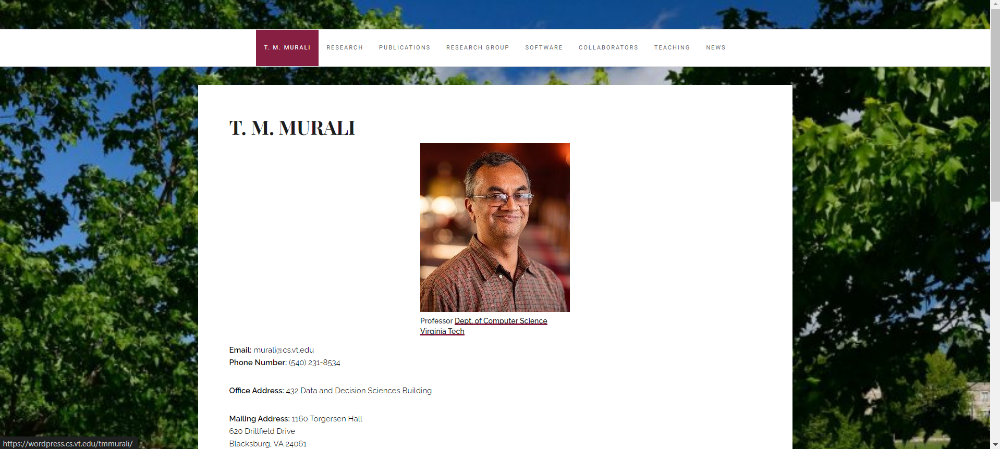 T. M. MURALI
RESEARCH
PUBLICATIONS
RESEARCH GROUP
SOFTWARE
COLLABORATORS
TEACHING
NEWS
T. M. MURALI
Professor Dept. of Computer Science
Virginia Tech
Email: murali@cs.vt.edu
Phone Number: (540) 231-8534
Office Address: 432 Data and Decision Sciences Building
Mailing Address: 1160 Torgersen Hall
620 Drillfield Drive
Blacksburg, VA 24061
https://wordpress.cs.vt.edu/tmmurali/